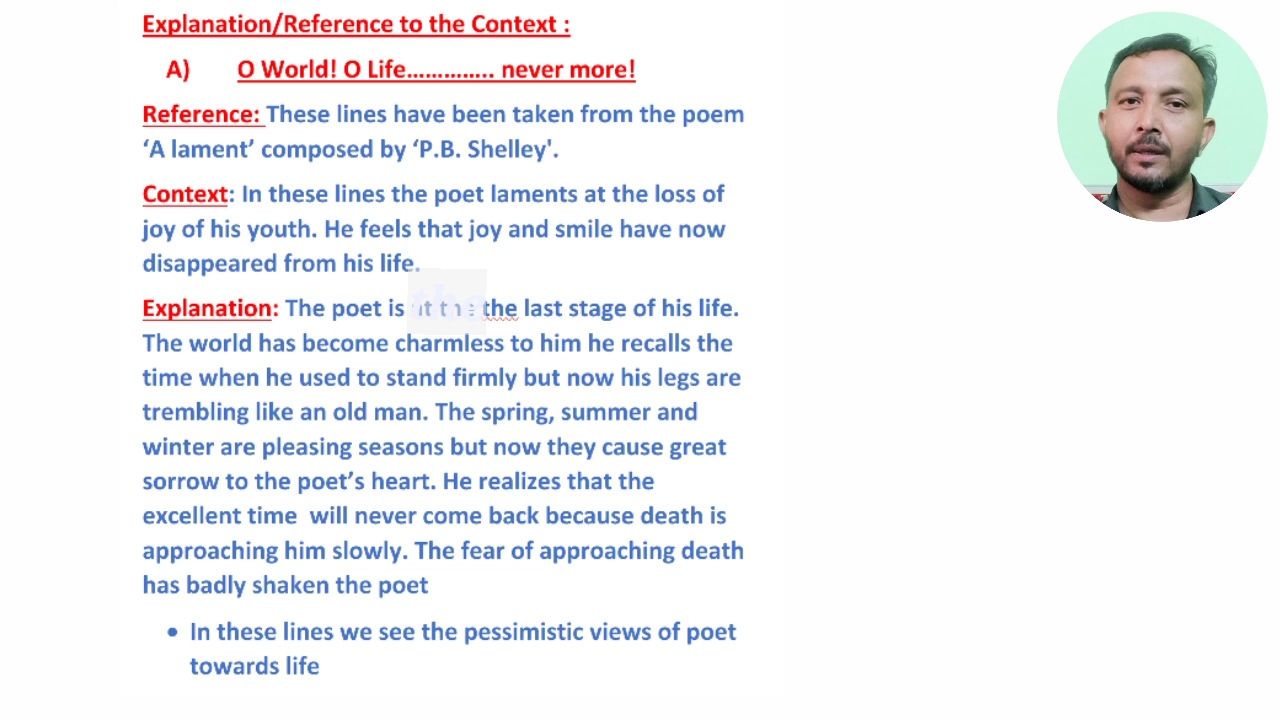 Explanation/Reference to the Context :
A) O World! O Life………….. never more!
Reference: These lines have been taken from the poem
‘A lament’ composed by ‘P.B. Shelley'.
Context: In these lines the poet laments at the loss of
joy of his youth. He feels that joy and smile have now
disappeared from his life.
Explanation: The poet is at the the last stage of his life.
The world has become charmless to him he recalls the
time when he used to stand firmly but now his legs are
trembling like an old man. The spring, summer and
winter are pleasing seasons but now they cause great
sorrow to the poet’s heart. He realizes that the
excellent time will never come back because death is
approaching him slowly. The fear of approaching death
has badly shaken the poet
• In these lines we see the pessimistic views of poet
towards life